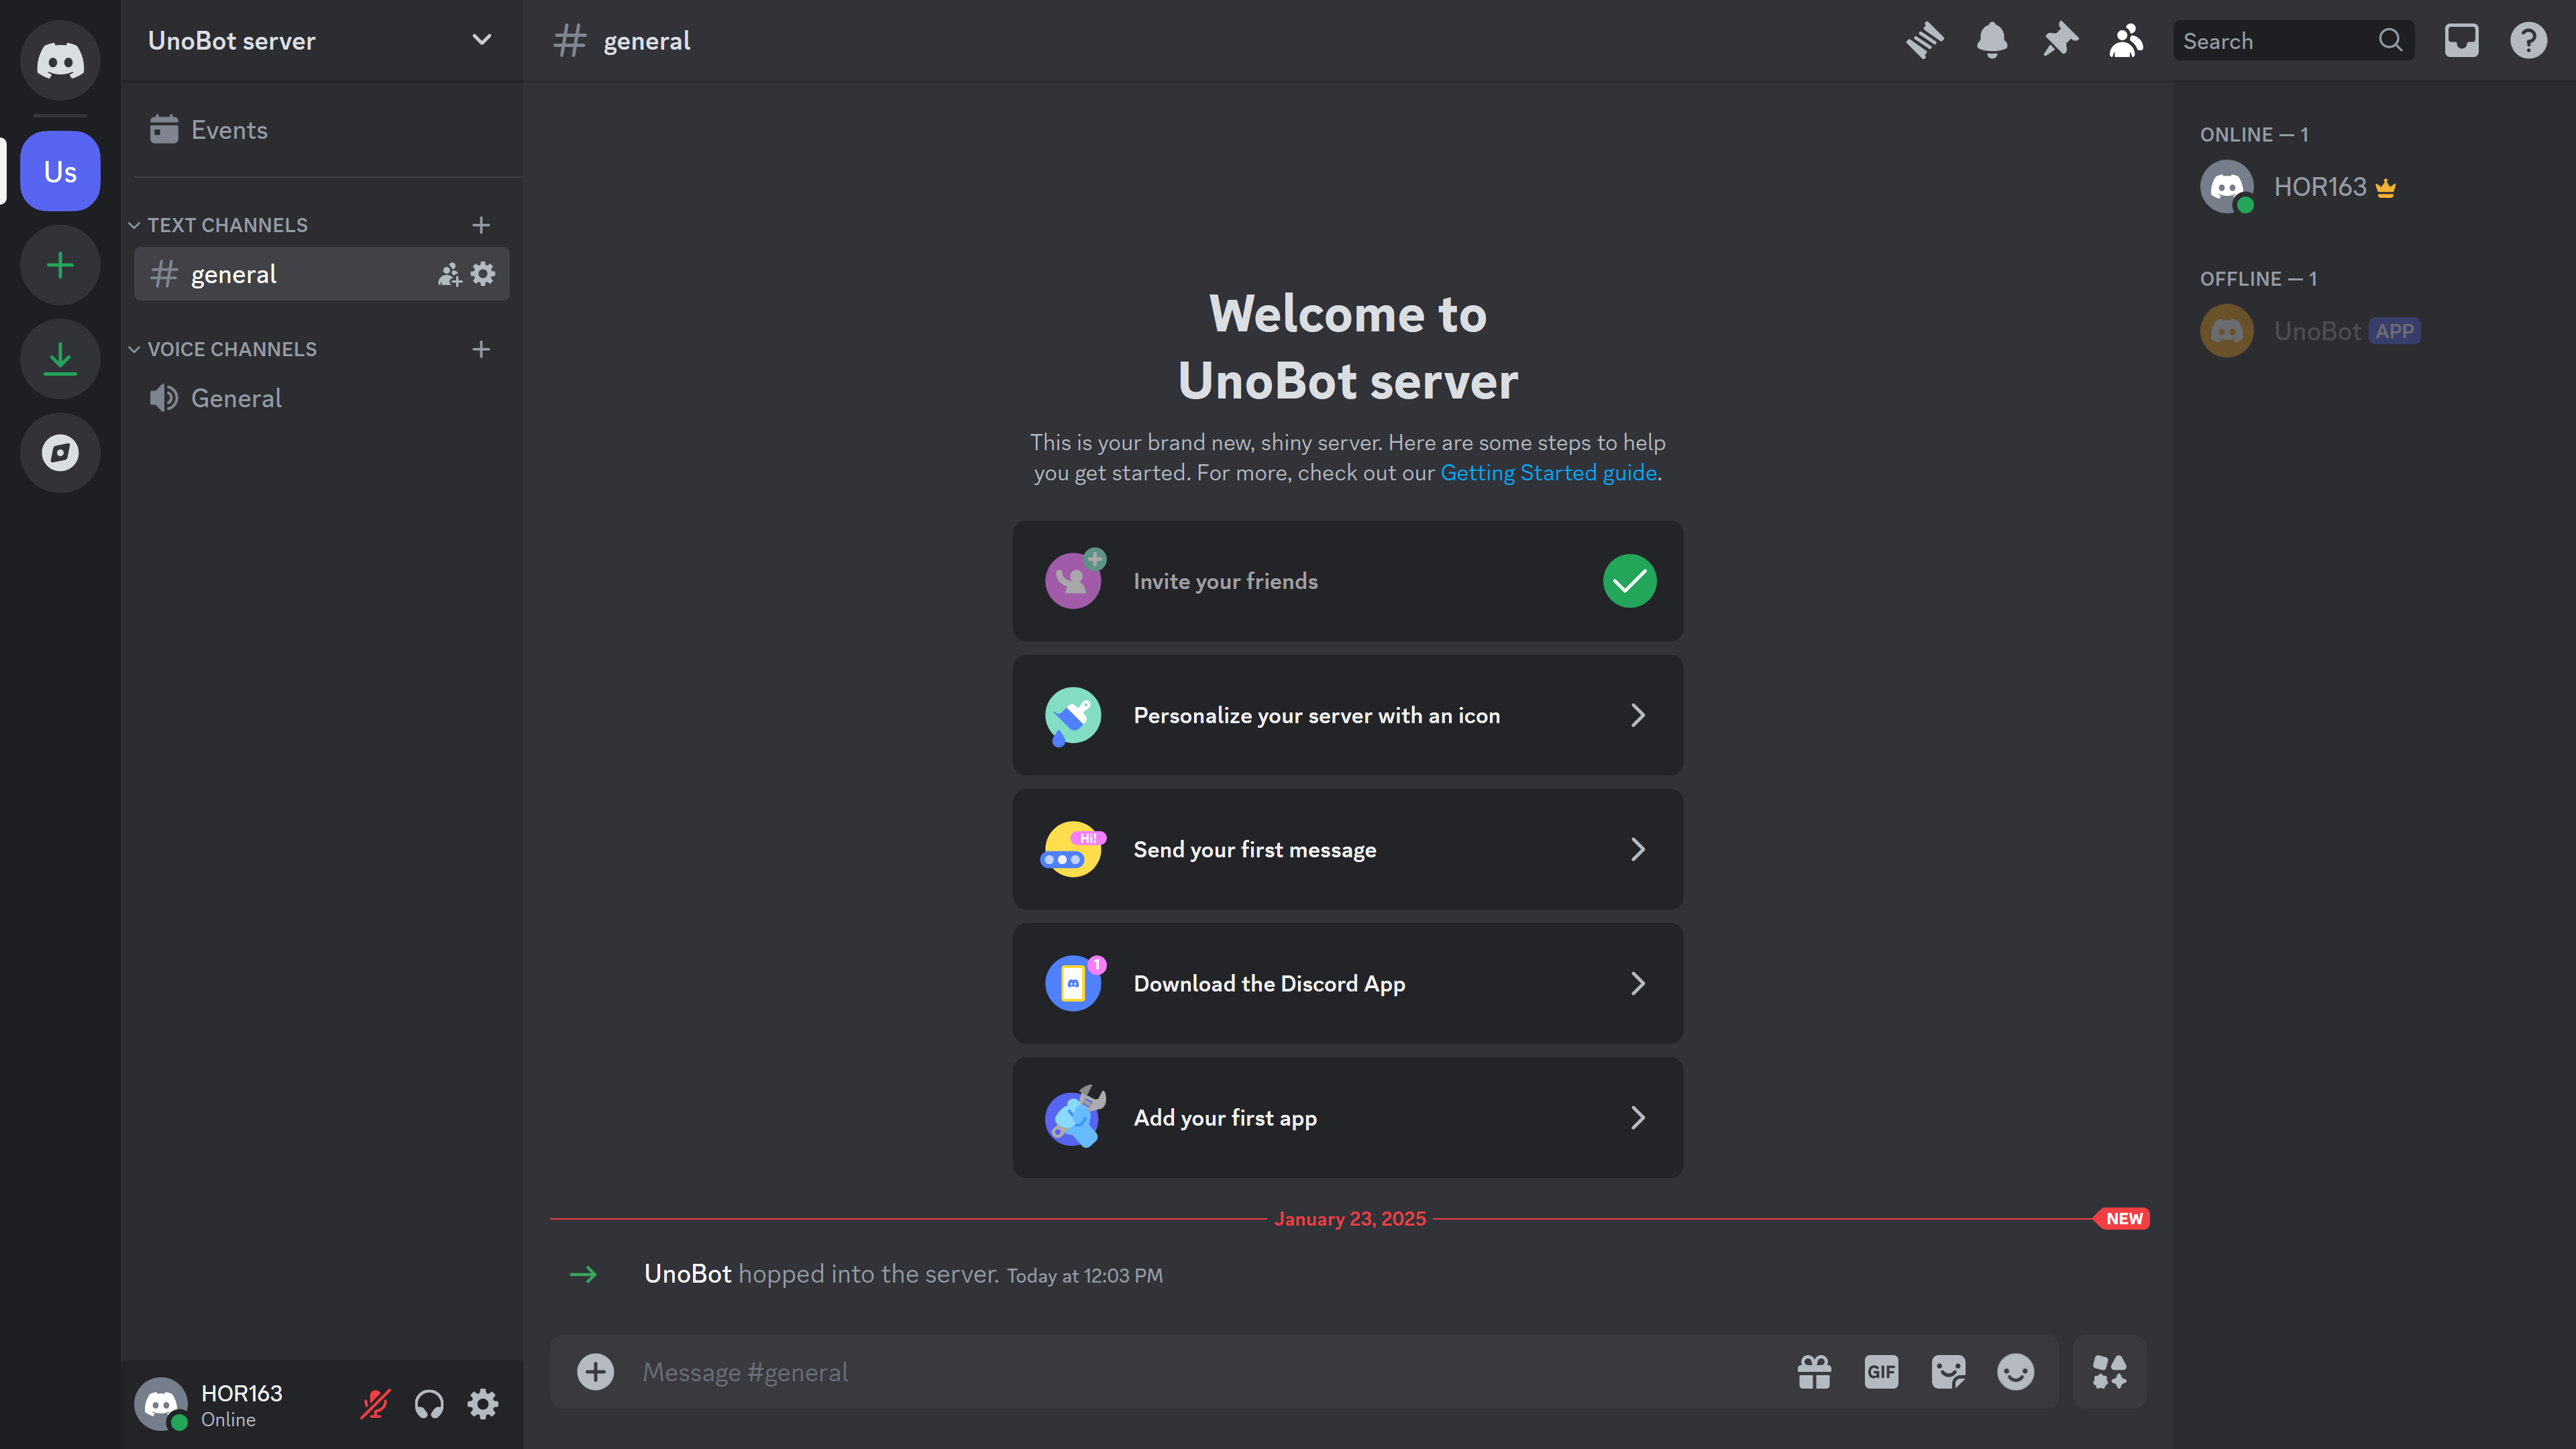 UnoBot server
general
Search
Us
Events
TEXT CHANNELS
general
VOICE CHANNELS
General
Welcome to
UnoBot server
This is your brand new, shiny server. Here are some steps to help
you get started. For more, check out our Getting Started guide.
Invite your friends
Personalize your server with an icon
Hi!
Send your first message
1
Download the Discord App
Add your first app
January 23, 2025
NEW
UnoBot hopped into the server. Today at 12:03 PM
Message #general
GIF
HOR163
Online
ONLINE — 1
HOR163
OFFLINE — 1
UnoBot APP